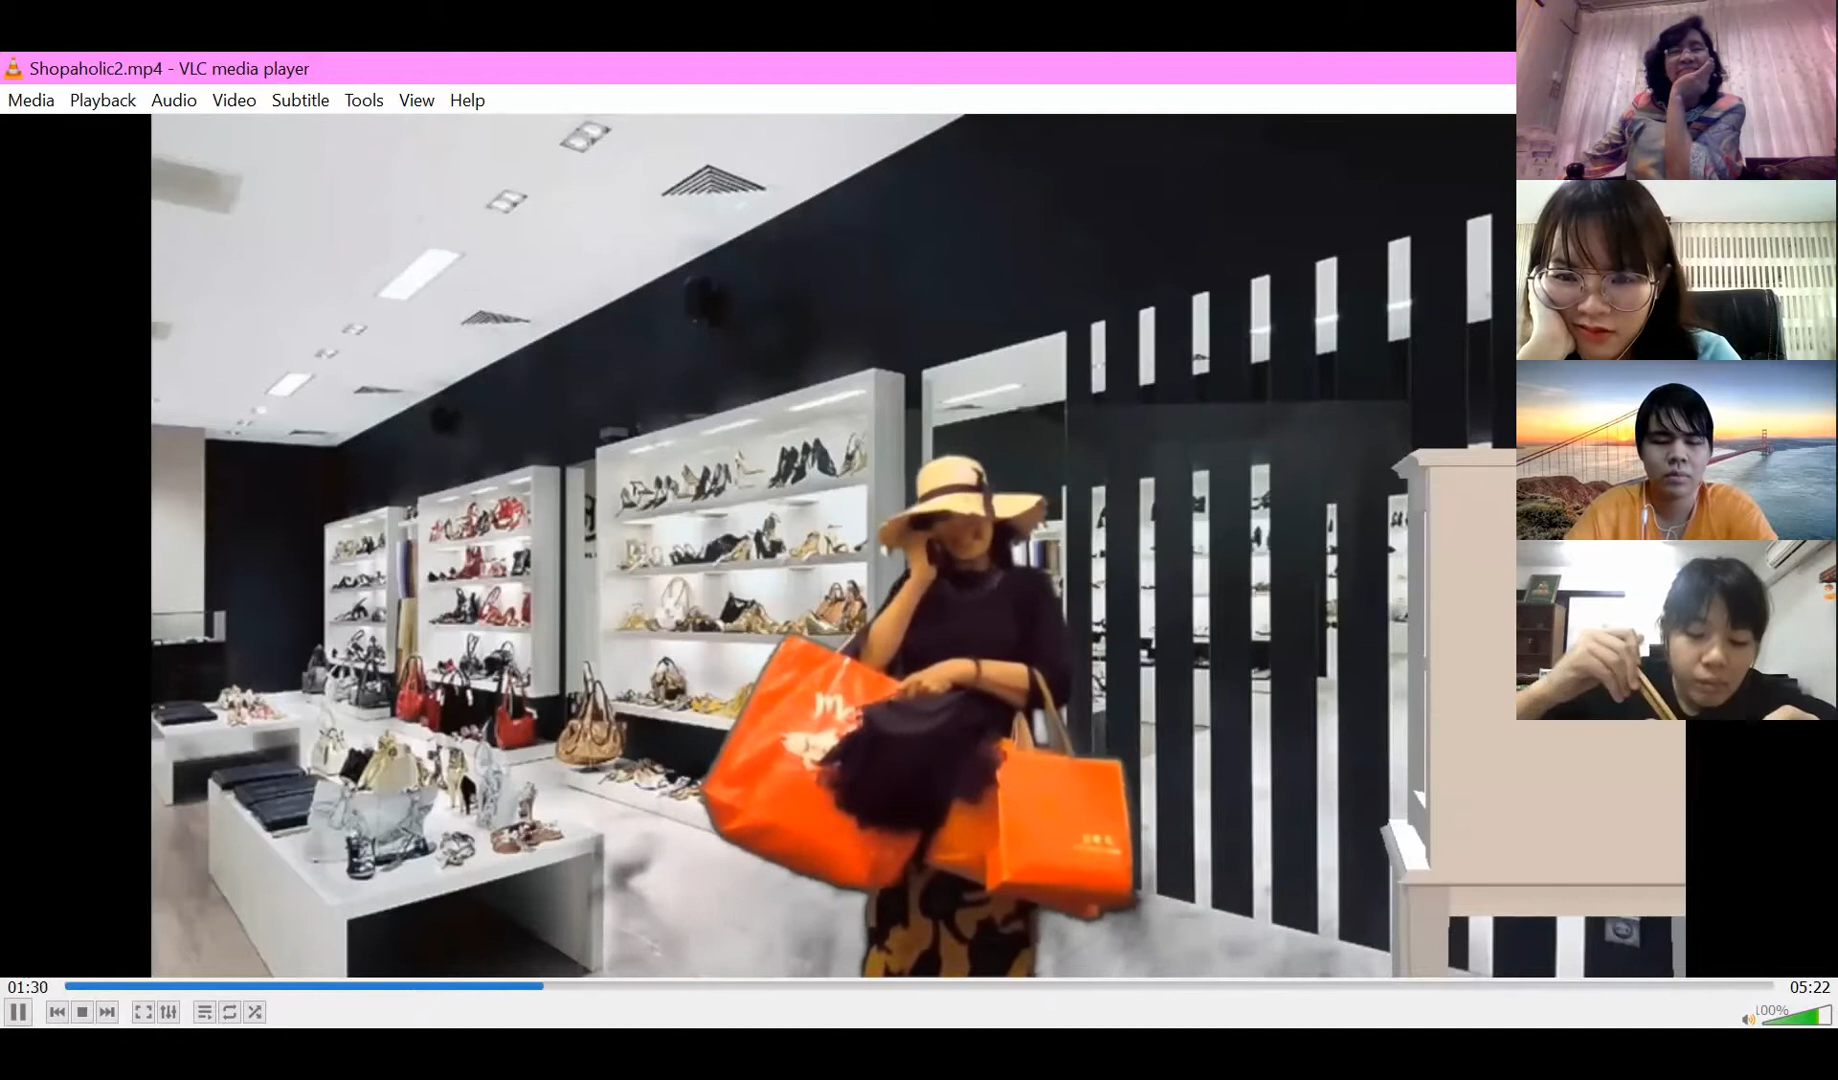 Shopaholic2.mp4 - VLC media player
Media Playback Audio Video Subtitle Tools View Help
01:30
05:22
100%